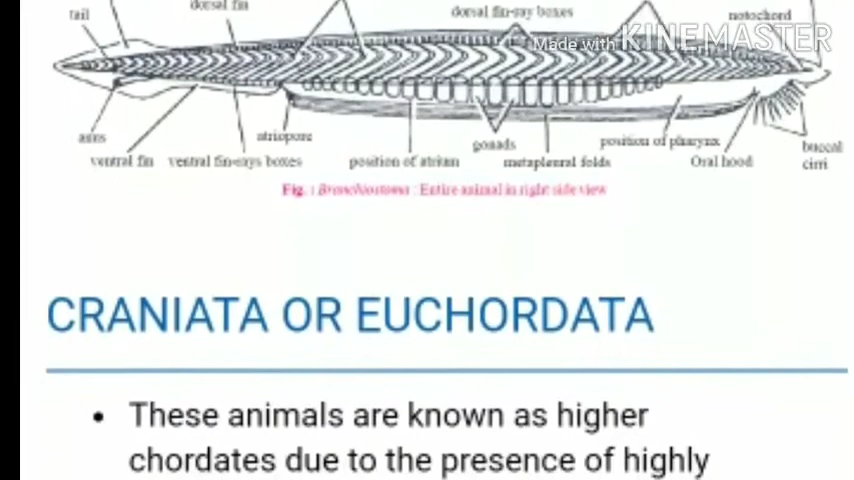 dorsal fin
tail
dorsal fin-ray boxes
notochord
Made with KINEMASTER
anus
atriopore
gonads
position of pharynx
buccal
cirri
ventral fin
ventral fin-rays boxes
position of atrium
metapleural folds
Oral hood
Fig. : Branchiostoma : Entire animal in right side view
CRANIATA OR EUCHORDATA
• These animals are known as higher
chordates due to the presence of highly